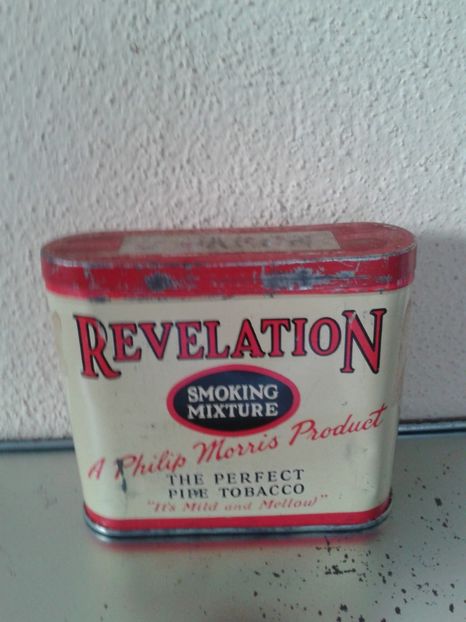 REVELATION
SMOKING
MIXTURE
A Philip Morris Product
THE PERFECT
PIPE TOBACCO
"It's Mild and Mellow"